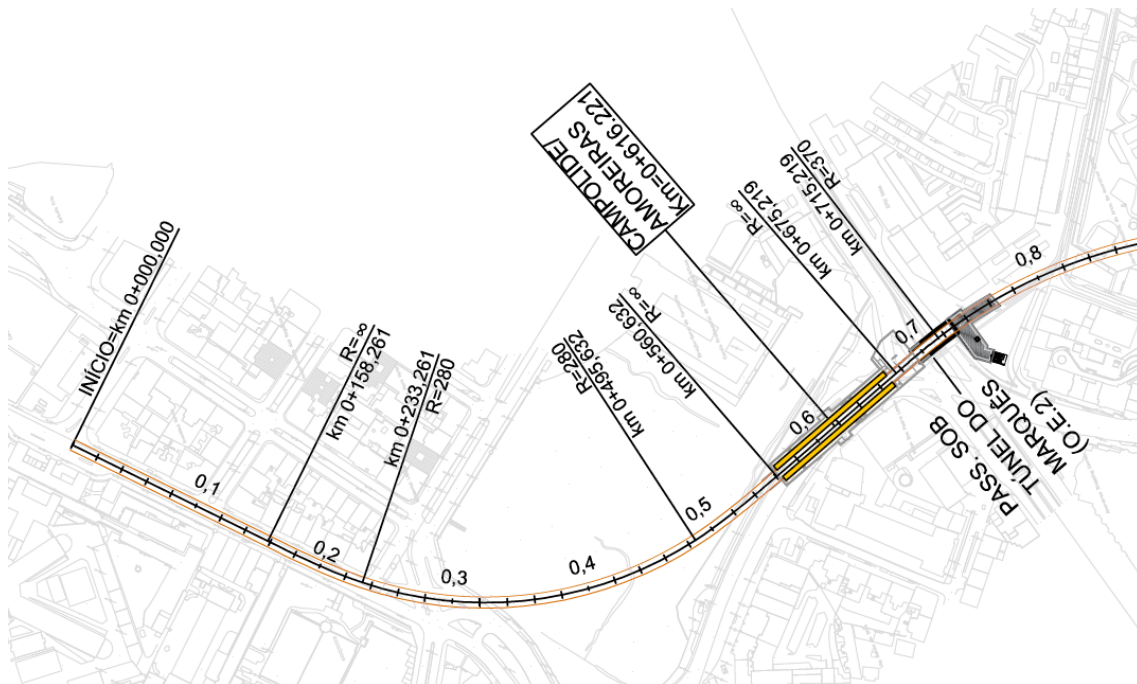 INÍCIO=km 0+000,000
R=∞
km 0+158,261
km 0+233,261
R=280
R=280
km 0+495,632
km 0+560,632
R=∞
CAMPOLIDE/
AMOREIRAS
Km=0+616.221
R=∞
km 0+675,219
km 0+715,219
R=370
PASS. SOB
TÚNEL DO
MARQUÊS
(O.E.2)
0,1
0,2
0,3
0,4
0,5
0,6
0,7
0,8